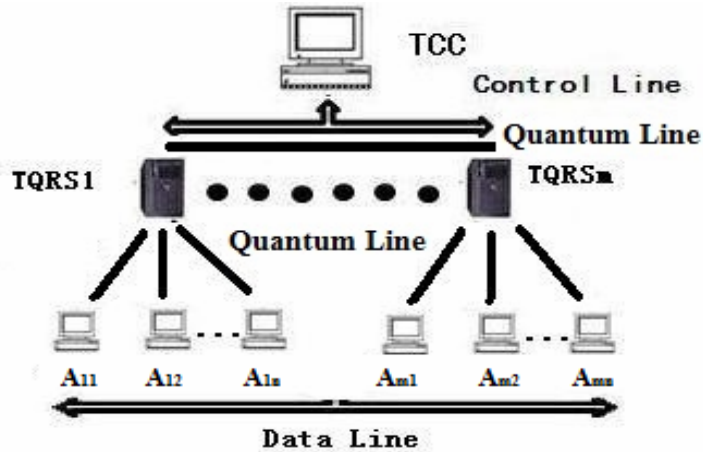 TCC
Control Line
Quantum Line
TQRS1
TQRSm
Quantum Line
A11 A12 A1n Am1 Am2 Amn
Data Line